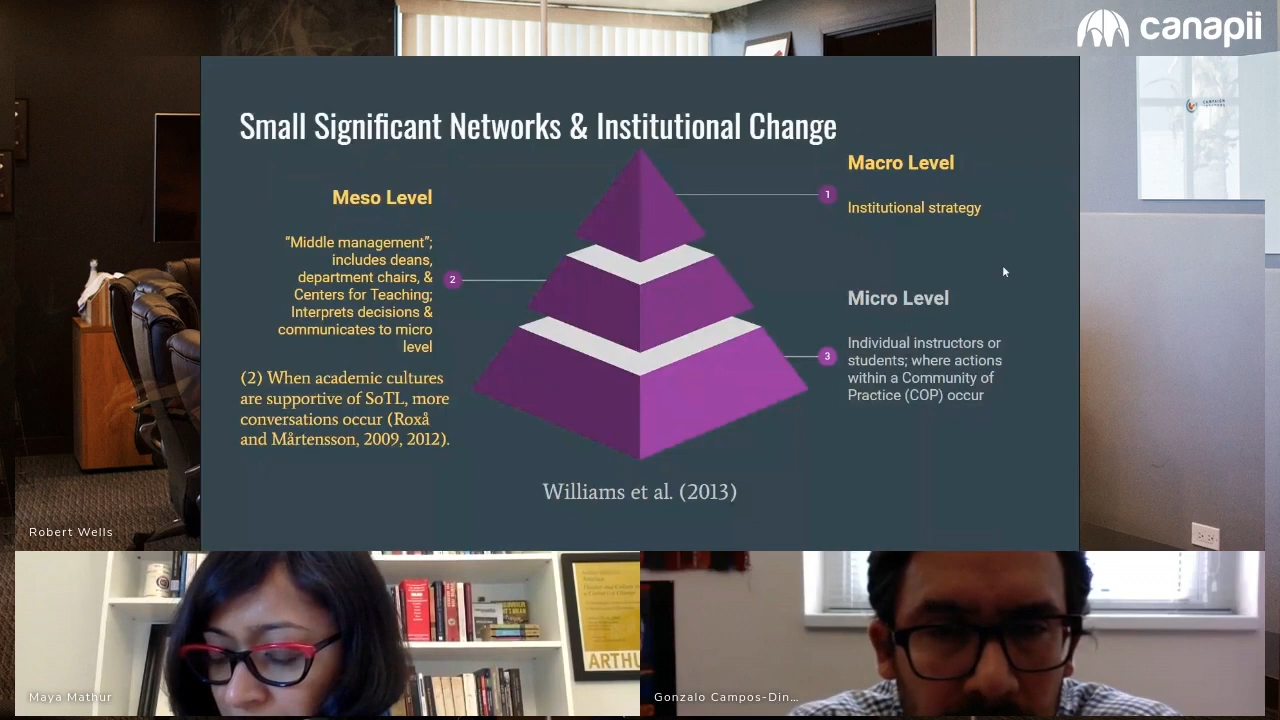 canapii
Small Significant Networks & Institutional Change
Macro Level
Institutional strategy
1
Meso Level
“Middle management”;
includes deans,
department chairs, &
Centers for Teaching;
Interprets decisions &
communicates to micro
level
2
(2) When academic cultures
are supportive of SoTL, more
conversations occur (Roxå
and Mårtensson, 2009, 2012).
Micro Level
Individual instructors or
students; where actions
within a Community of
Practice (COP) occur
3
Williams et al. (2013)
Robert Wells
Maya Mathur
Gonzalo Campos-Din…
ARTHU